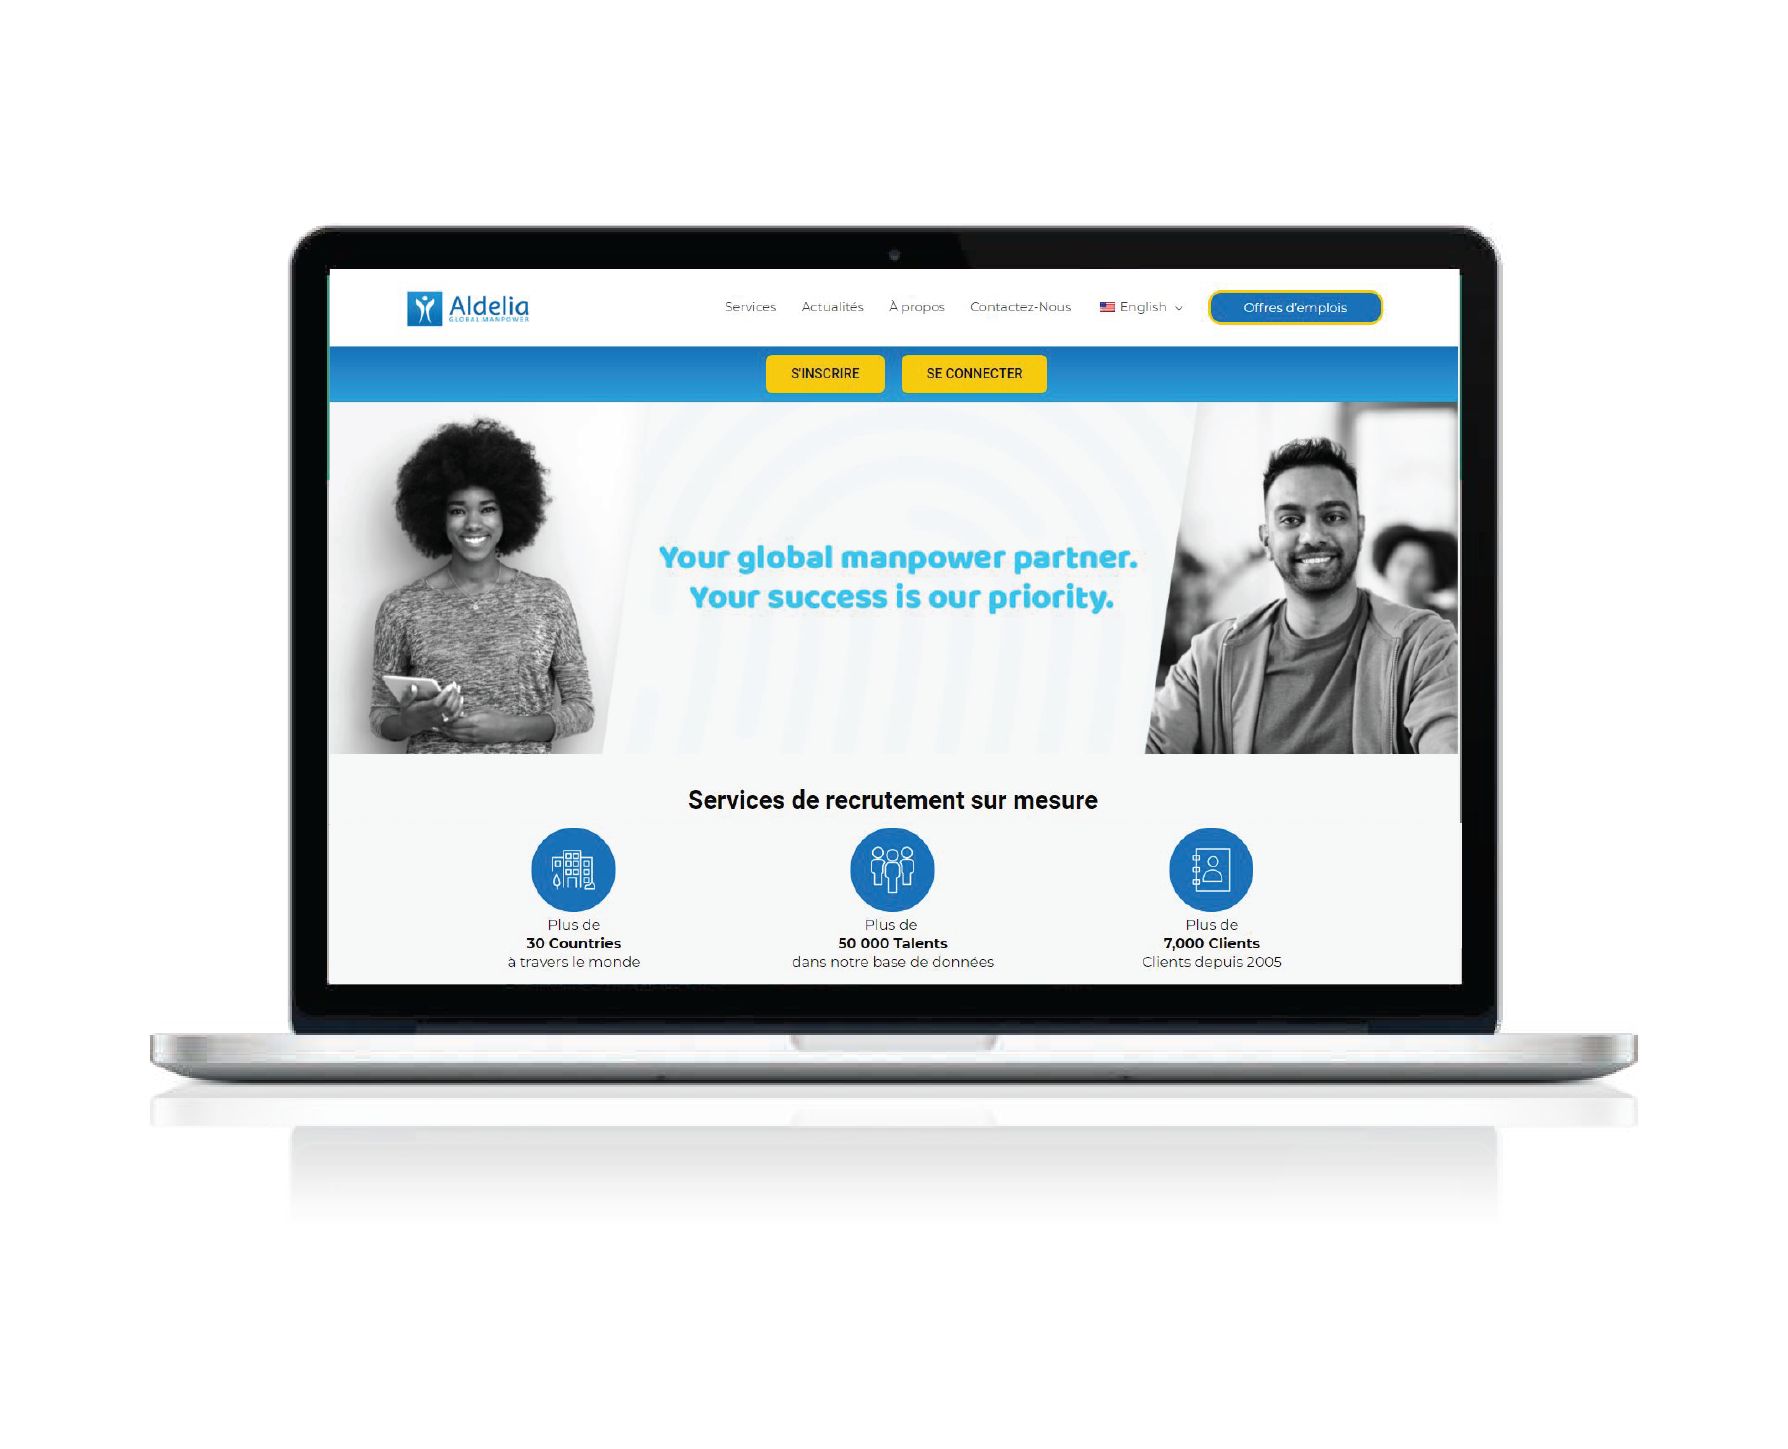 Aldelia
GLOBAL MANPOWER
Services
Actualités
À propos
Contactez-Nous
English
Offres d'emplois
S'INSCRIRE
SE CONNECTER
Your global manpower partner.
Your success is our priority.
Services de recrutement sur mesure
Plus de
30 Countries
à travers le monde
Plus de
50 000 Talents
dans notre base de données
Plus de
7,000 Clients
Clients depuis 2005